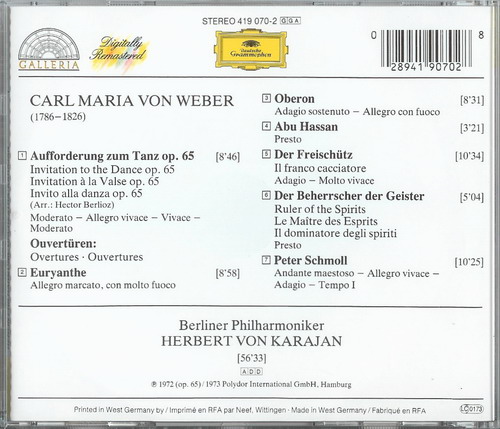 STEREO 419 070-2 GGA
GALLERIA
Digitally
Remastered
Deutsche
Grammophon
0 28941 90702 8
CARL MARIA VON WEBER
(1786–1826)
1 Aufforderung zum Tanz op. 65 [8'46]
Invitation to the Dance op. 65
Invitation à la Valse op. 65
Invito alla danza op. 65
(Arr.: Hector Berlioz)
Moderato – Allegro vivace – Vivace –
Moderato
Ouvertüren:
Overtures · Ouvertures
2 Euryanthe [8'58]
Allegro marcato, con molto fuoco
3 Oberon [8'31]
Adagio sostenuto – Allegro con fuoco
4 Abu Hassan [3'21]
Presto
5 Der Freischütz [10'34]
Il franco cacciatore
Adagio – Molto vivace
6 Der Beherrscher der Geister [5'04]
Ruler of the Spirits
Le Maître des Esprits
Il dominatore degli spiriti
Presto
7 Peter Schmoll [10'25]
Andante maestoso – Allegro vivace –
Adagio – Tempo I
Berliner Philharmoniker
HERBERT VON KARAJAN
[56'33]
ADD
℗ 1972 (op. 65) / 1973 Polydor International GmbH, Hamburg
Printed in West Germany by / Imprimé en RFA par Neef, Wittingen · Made in West Germany / Fabriqué en RFA
LC 0173